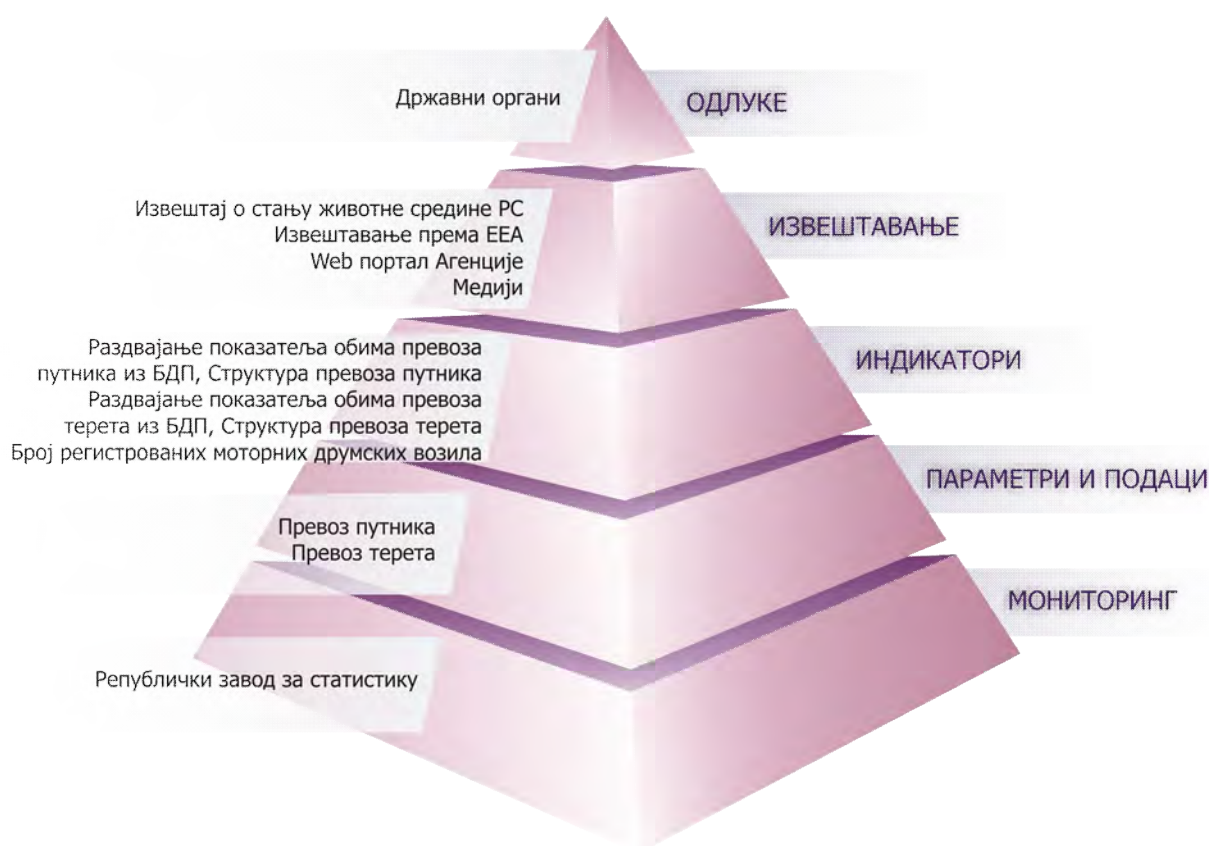 Државни органи
ОДЛУКЕ
Извештај о стању животне средине РС
Извештавање према ЕЕА
Web портал Агенције
Медији
ИЗВЕШТАВАЊЕ
Раздвајање показатеља обима превоза
путника из БДП, Структура превоза путника
Раздвајање показатеља обима превоза
терета из БДП, Структура превоза терета
Број регистрованих моторних друмских возила
ИНДИКАТОРИ
Превоз путника
Превоз терета
ПАРАМЕТРИ И ПОДАЦИ
Републички завод за статистику
МОНИТОРИНГ